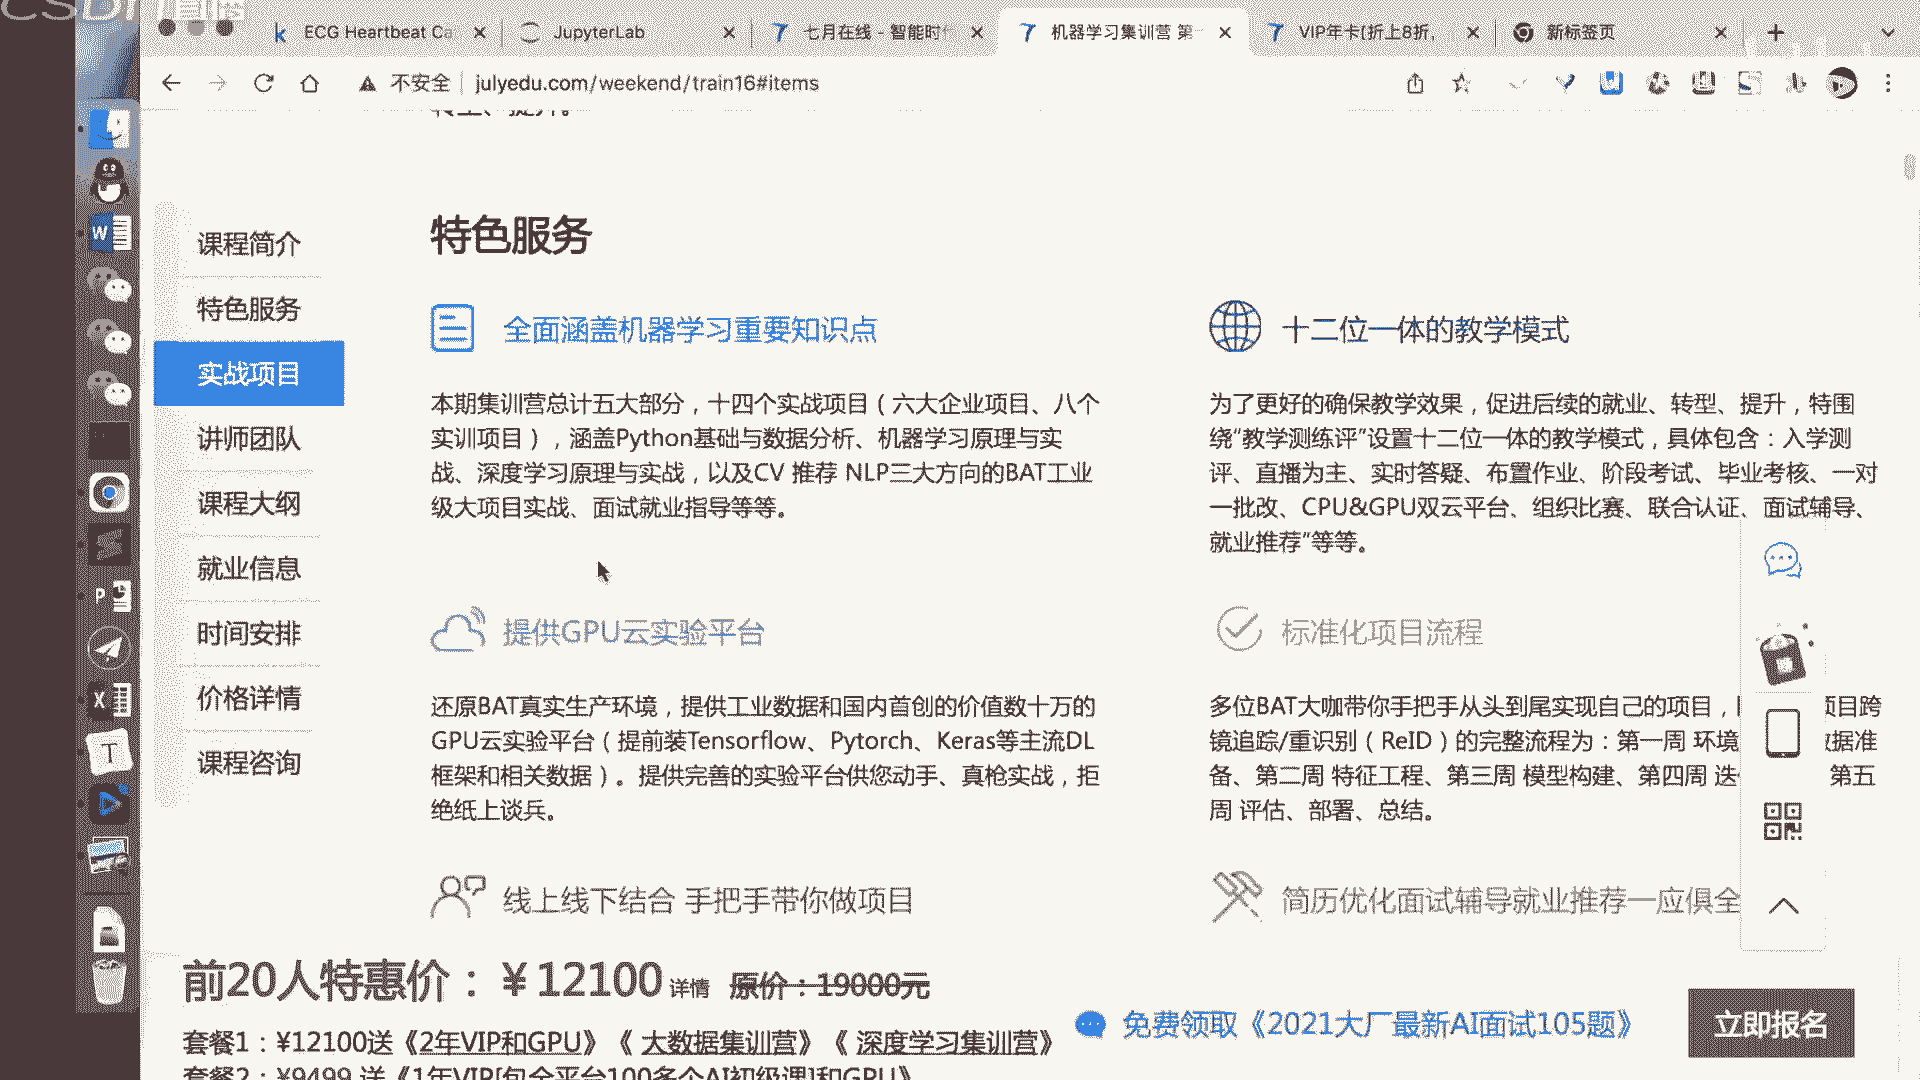 ECG Heartbeat Ca
JupyterLab
七月在线 - 智能时
机器学习集训营 第
VIP年卡[折上8折,
新标签页
不安全
julyedu.com/weekend/train16#items
特色服务
课程简介
特色服务
实战项目
讲师团队
课程大纲
就业信息
时间安排
价格详情
课程咨询
全面涵盖机器学习重要知识点
本期集训营总计五大部分，十四个实战项目（六大企业项目、八个
实训项目），涵盖Python基础与数据分析、机器学习原理与实
战、深度学习原理与实战，以及CV 推荐 NLP三大方向的BAT工业
级大项目实战、面试就业指导等等。
十二位一体的教学模式
为了更好的确保教学效果，促进后续的就业、转型、提升，特围
绕“教学测练评”设置十二位一体的教学模式，具体包含：入学测
评、直播为主、实时答疑、布置作业、阶段考试、毕业考核、一对
一批改、CPU&GPU双云平台、组织比赛、联合认证、面试辅导、
就业推荐”等等。
提供GPU云实验平台
还原BAT真实生产环境，提供工业数据和国内首创的价值数十万的
GPU云实验平台（提前装Tensorflow、Pytorch、Keras等主流DL
框架和相关数据）。提供完善的实验平台供您动手、真枪实战，拒
绝纸上谈兵。
标准化项目流程
多位BAT大咖带你手把手从头到尾实现自己的项目， 项目跨
镜追踪/重识别（ReID）的完整流程为：第一周 环境 数据准
备、第二周 特征工程、第三周 模型构建、第四周 迭 第五
周 评估、部署、总结。
线上线下结合 手把手带你做项目
简历优化面试辅导就业推荐一应俱全
前20人特惠价：¥12100 详情 原价：19000元
套餐1：¥12100送《2年VIP和GPU》《 大数据集训营》《 深度学习集训营》
套餐2：¥9499 送《1年VIP[包全平台100多个AI初级课]和GPU》
免费领取《2021大厂最新AI面试105题》
立即报名